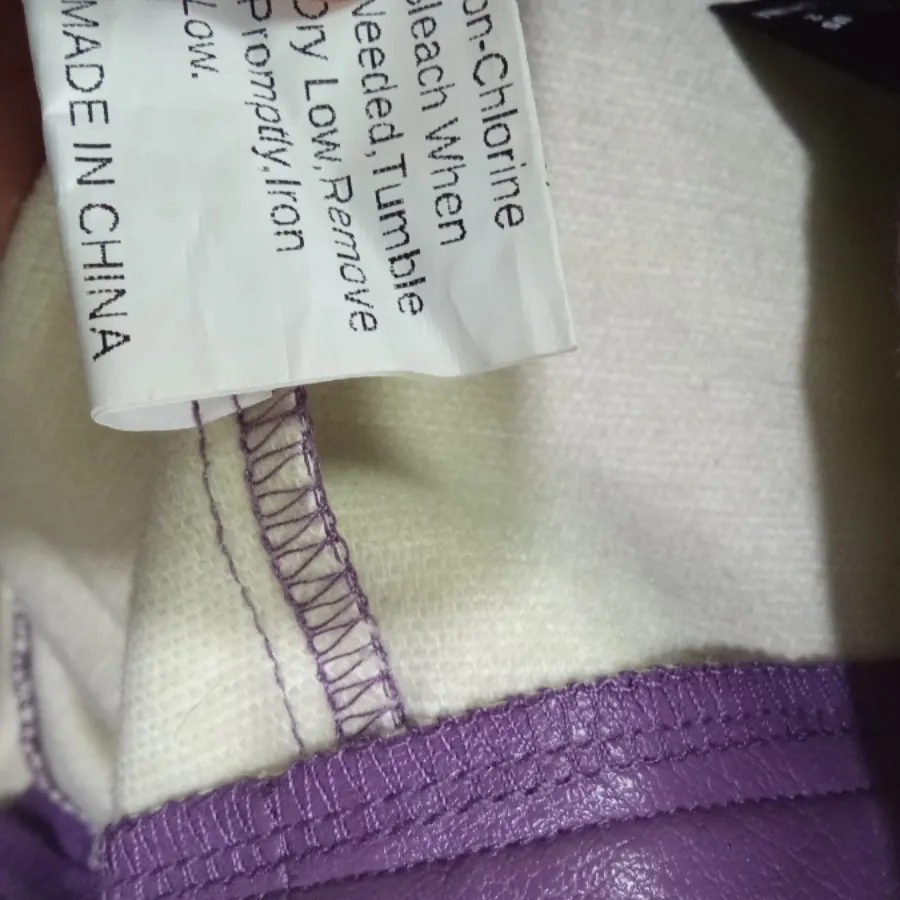 on-Chlorine
Bleach When
Needed,Tumble
Dry Low,Remove
Promptly,Iron
Low.
MADE IN CHINA